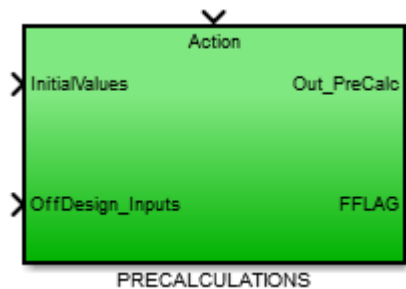 Action
InitialValues
Out_PreCalc
OffDesign_Inputs
FFLAG
PRECALCULATIONS